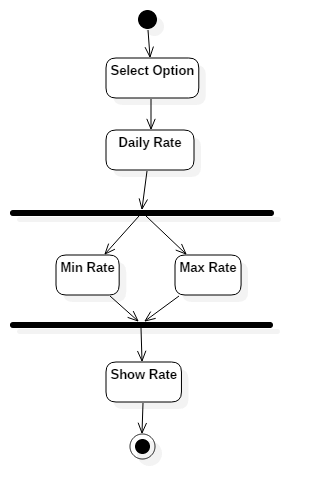 Select Option
Daily Rate
Min Rate
Max Rate
Show Rate